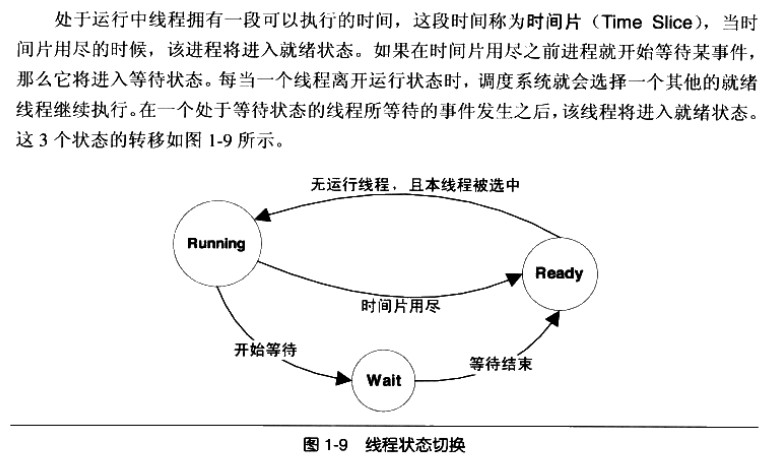 处于运行中线程拥有一段可以执行的时间，这段时间称为时间片（Time Slice），当时
间片用尽的时候，该进程将进入就绪状态。如果在时间片用尽之前进程就开始等待某事件，
那么它将进入等待状态。每当一个线程离开运行状态时，调度系统就会选择一个其他的就绪
线程继续执行。在一个处于等待状态的线程所等待的事件发生之后，该线程将进入就绪状态。
这 3 个状态的转移如图 1-9 所示。
无运行线程，且本线程被选中
Running
Ready
时间片用尽
开始等待
等待结束
Wait
图 1-9 线程状态切换